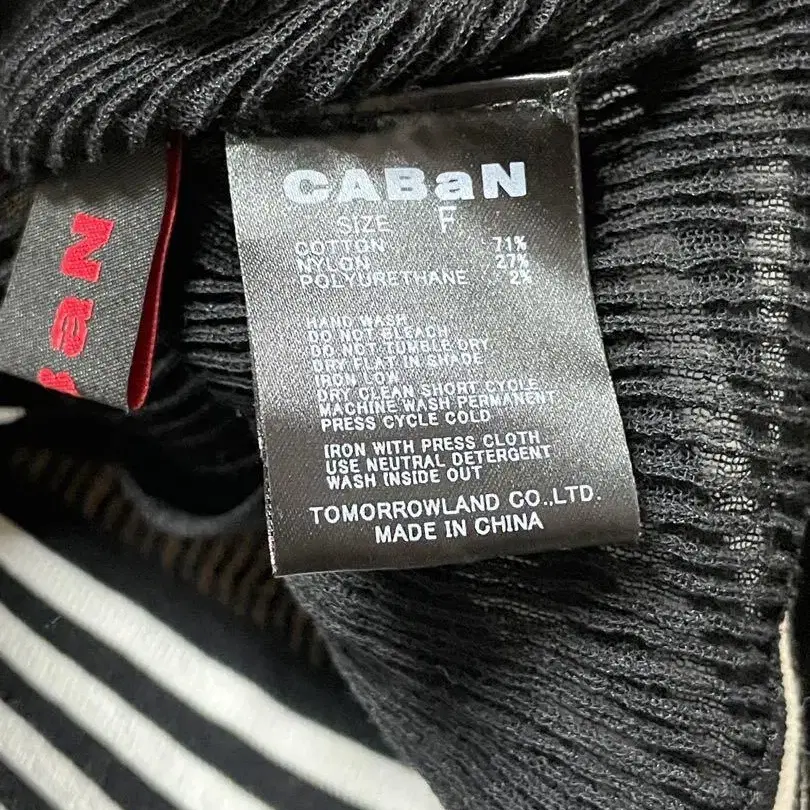 CABaN
SIZE F
COTTON 71%
NYLON 27%
POLYURETHANE 2%
HAND WASH
DO NOT BLEACH
DO NOT TUMBLE DRY
DRY FLAT IN SHADE
IRON LOW
DRY CLEAN SHORT CYCLE
MACHINE WASH PERMANENT
PRESS CYCLE COLD
IRON WITH PRESS CLOTH
USE NEUTRAL DETERGENT
WASH INSIDE OUT
TOMORROWLAND CO.,LTD.
MADE IN CHINA
aN